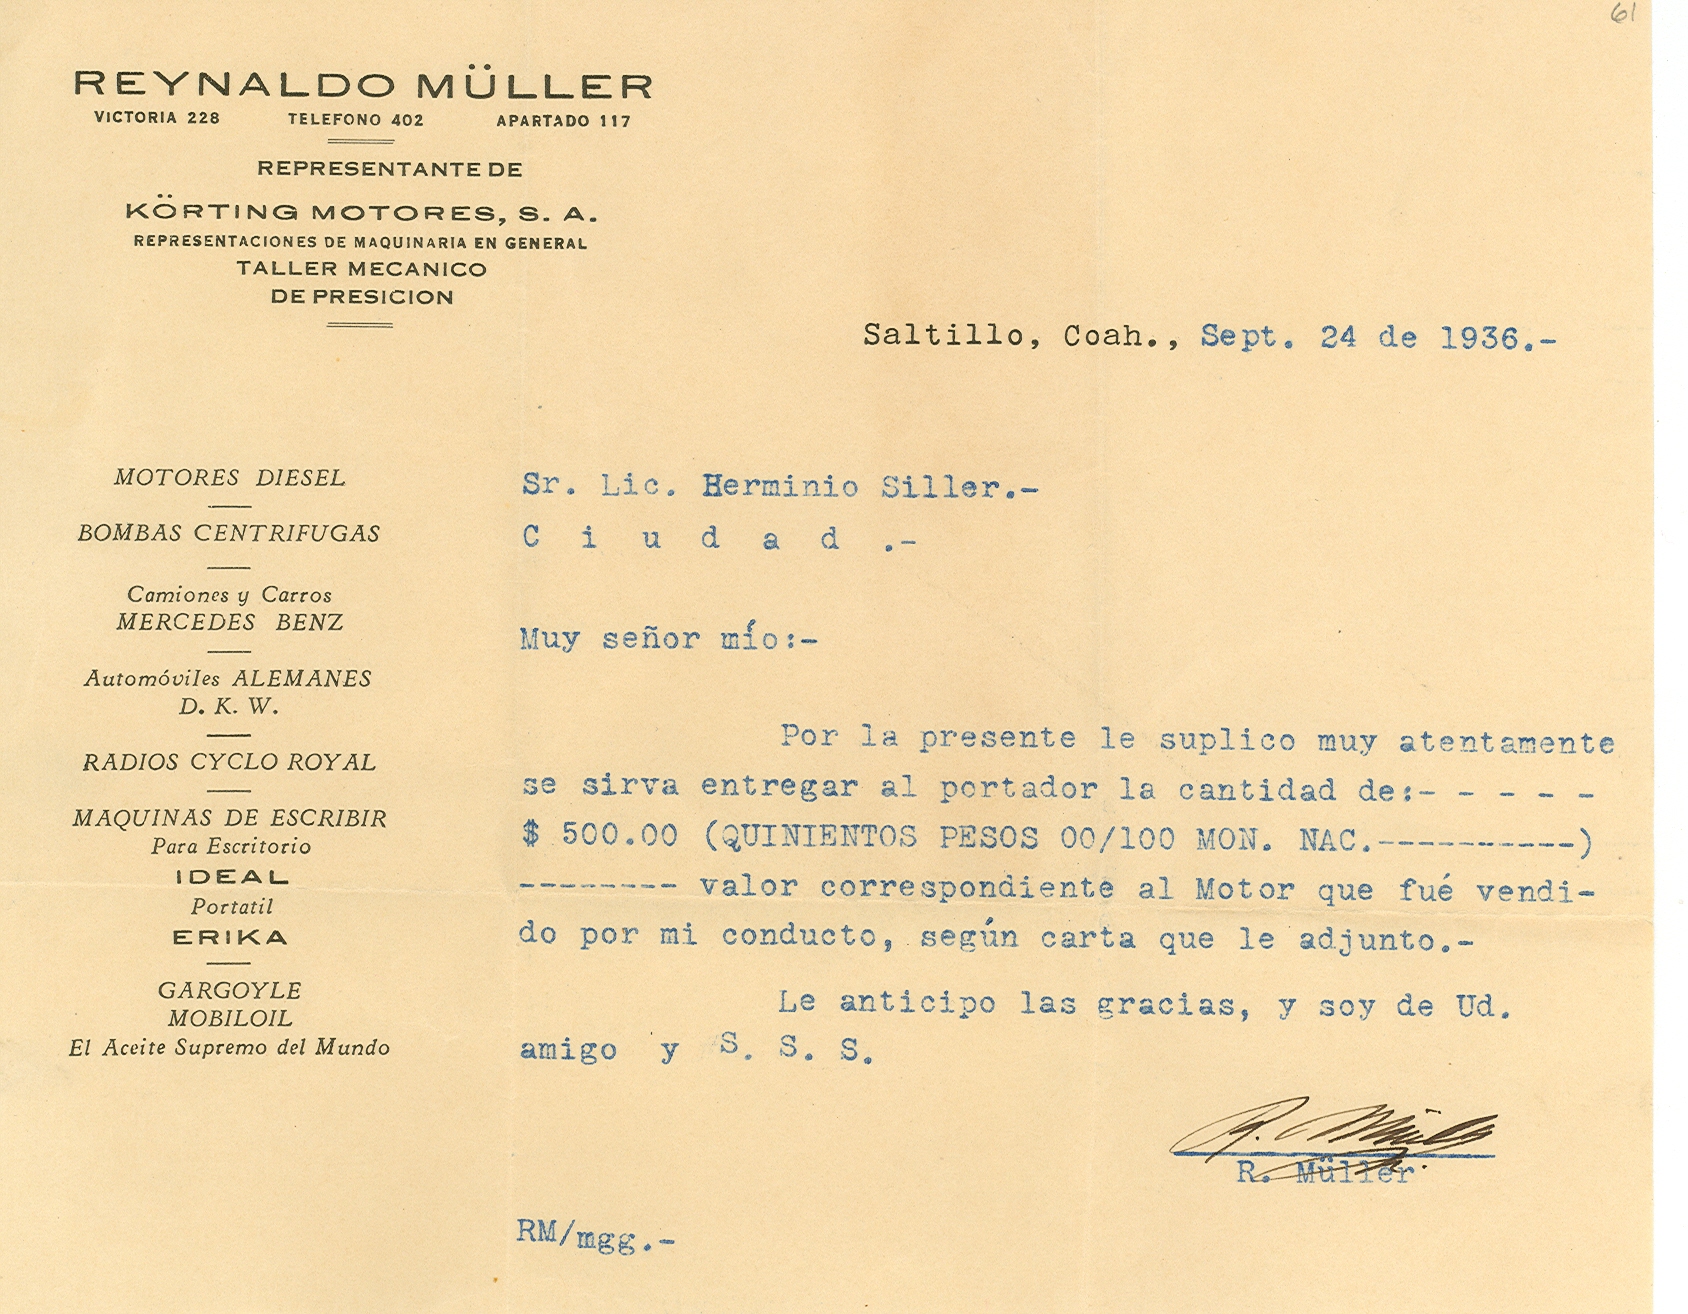 61
REYNALDO MÜLLER
VICTORIA 228 TELEFONO 402 APARTADO 117
REPRESENTANTE DE
KÖRTING MOTORES, S. A.
REPRESENTACIONES DE MAQUINARIA EN GENERAL
TALLER MECANICO
DE PRESICION
Saltillo, Coah., Sept. 24 de 1936.-
MOTORES DIESEL
BOMBAS CENTRIFUGAS
Camiones y Carros
MERCEDES BENZ
Automóviles ALEMANES
D. K. W.
RADIOS CYCLO ROYAL
MAQUINAS DE ESCRIBIR
Para Escritorio
IDEAL
Portatil
ERIKA
GARGOYLE
MOBILOIL
El Aceite Supremo del Mundo
Sr. Lic. Herminio Siller.-
C i u d a d .-
Muy señor mío:-
Por la presente le suplico muy atentamente
se sirva entregar al portador la cantidad de:- - - - -
$ 500.00 (QUINIENTOS PESOS 00/100 MON. NAC.----------)
-------- valor correspondiente al Motor que fué vendi-
do por mi conducto, según carta que le adjunto.-
Le anticipo las gracias, y soy de Ud.
amigo y S. S. S.
R. Müller
R. Müller
RM/mgg.-